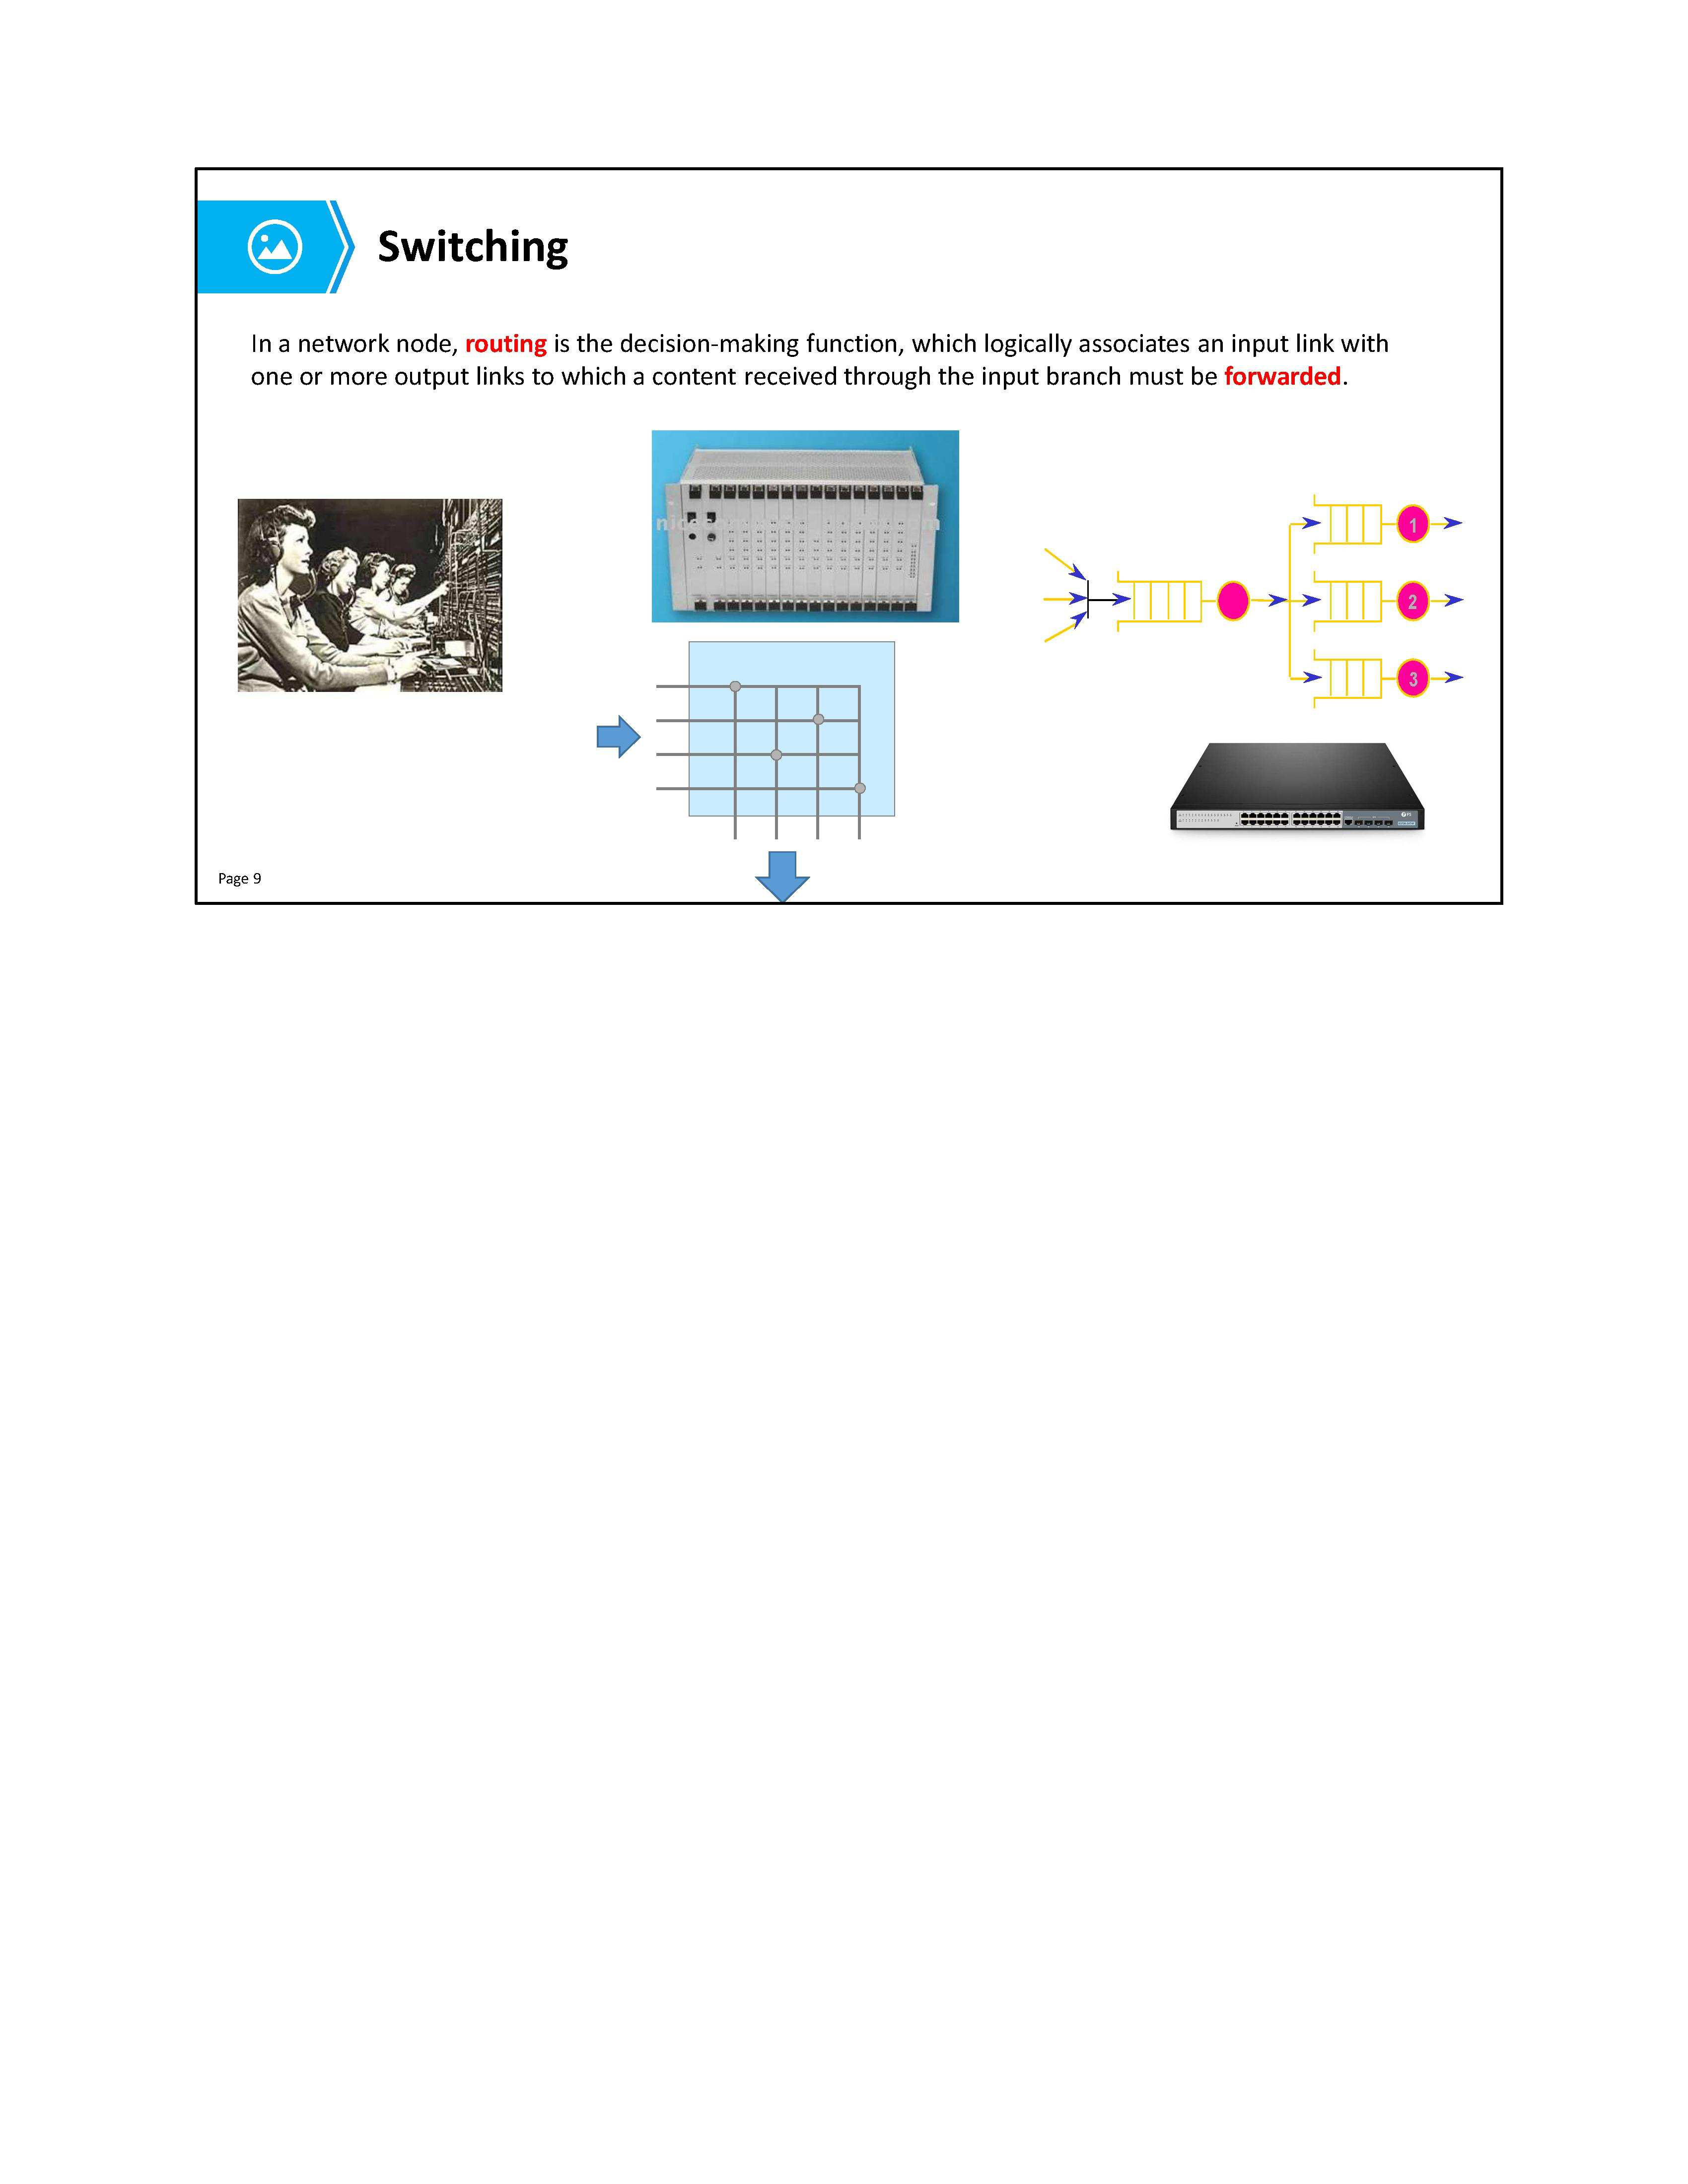 Switching
In a network node, routing is the decision-making function, which logically associates an input link with
one or more output links to which a content received through the input branch must be forwarded.
1
2
3
Page 9